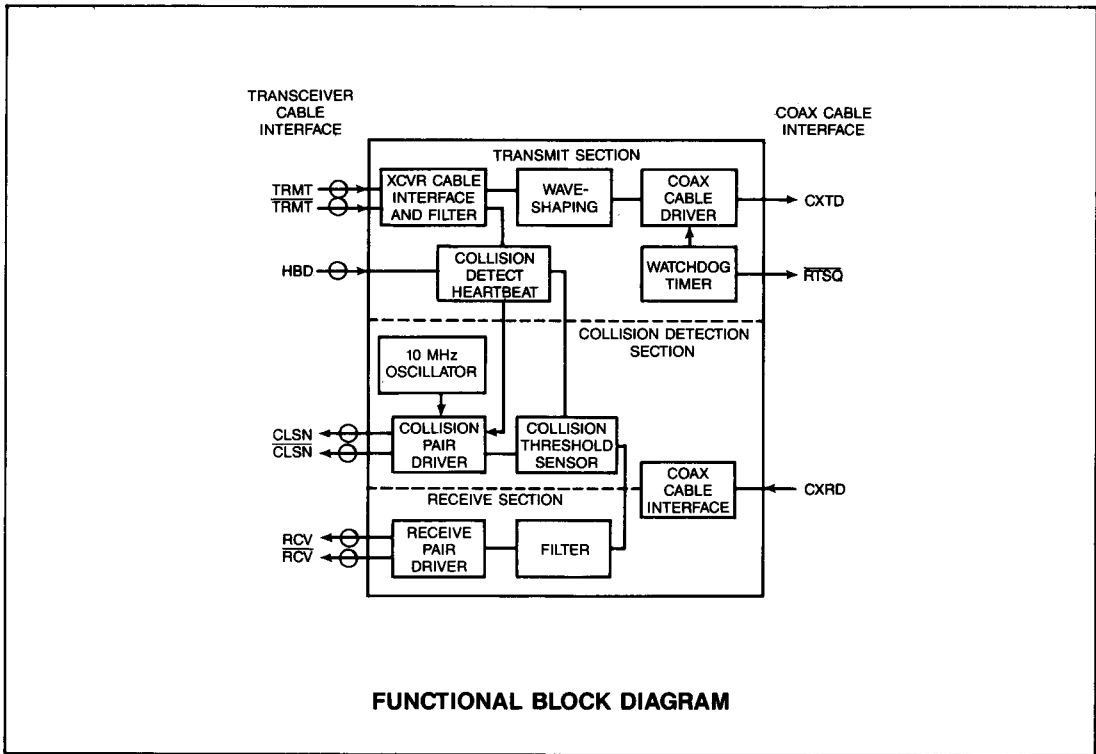 TRANSCEIVER
CABLE
INTERFACE
COAX CABLE
INTERFACE
TRANSMIT SECTION
TRMT
TRMT
XCVR CABLE
INTERFACE
AND FILTER
WAVE-
SHAPING
COAX
CABLE
DRIVER
CXTD
HBD
COLLISION
DETECT
HEARTBEAT
WATCHDOG
TIMER
RTSQ
COLLISION DETECTION
SECTION
10 MHz
OSCILLATOR
CLSN
CLSN
COLLISION
PAIR
DRIVER
COLLISION
THRESHOLD
SENSOR
COAX
CABLE
INTERFACE
CXRD
RECEIVE SECTION
RCV
RCV
RECEIVE
PAIR
DRIVER
FILTER
FUNCTIONAL BLOCK DIAGRAM